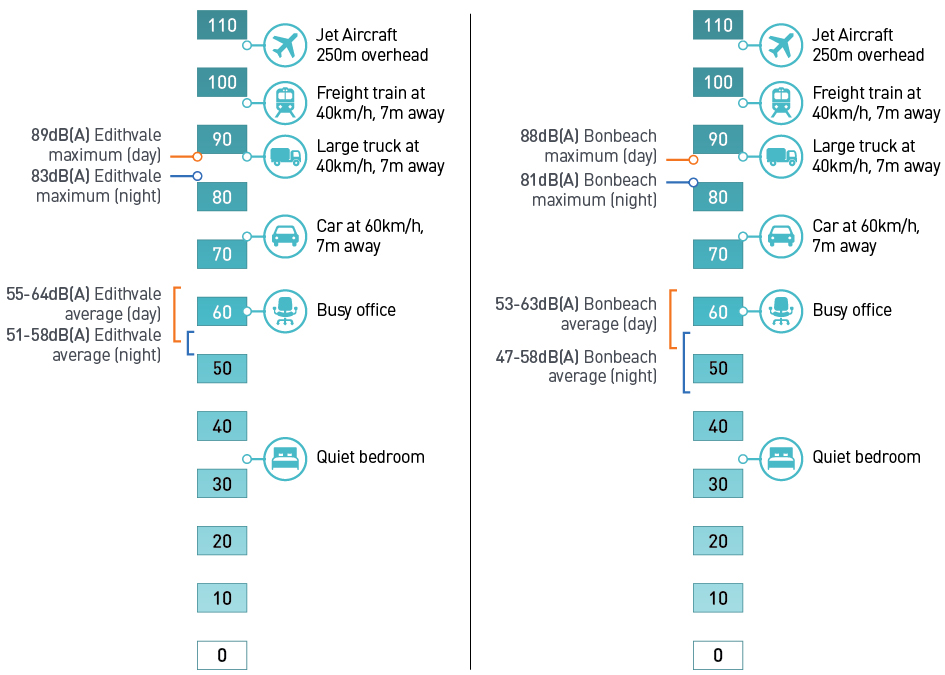 110
Jet Aircraft
250m overhead
100
Freight train at
40km/h, 7m away
89dB(A) Edithvale
maximum (day)
90
Large truck at
40km/h, 7m away
83dB(A) Edithvale
maximum (night)
80
Car at 60km/h,
7m away
70
55-64dB(A) Edithvale
average (day)
60
Busy office
51-58dB(A) Edithvale
average (night)
50
40
Quiet bedroom
30
20
10
0
110
Jet Aircraft
250m overhead
100
Freight train at
40km/h, 7m away
88dB(A) Bonbeach
maximum (day)
90
Large truck at
40km/h, 7m away
81dB(A) Bonbeach
maximum (night)
80
Car at 60km/h,
7m away
70
53-63dB(A) Bonbeach
average (day)
60
Busy office
47-58dB(A) Bonbeach
average (night)
50
40
Quiet bedroom
30
20
10
0